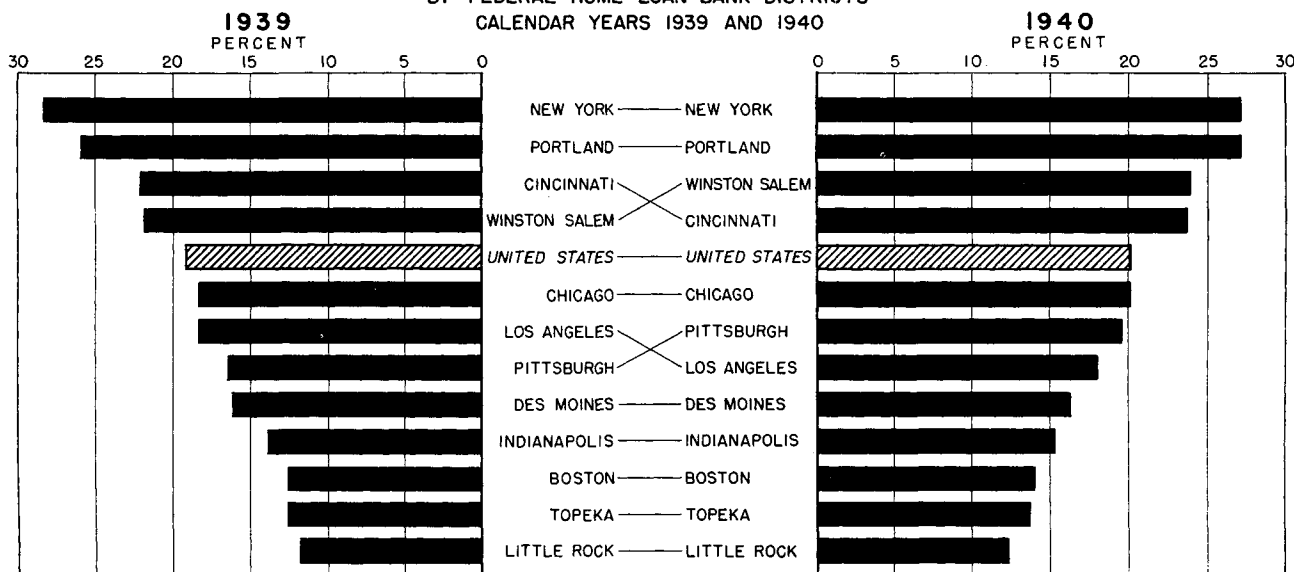 BY FEDERAL HOME LOAN BANK DISTRICTS
CALENDAR YEARS 1939 AND 1940
1939
PERCENT
30 25 20 15 10 5 0
1940
PERCENT
0 5 10 15 20 25 30
NEW YORK NEW YORK
PORTLAND PORTLAND
CINCINNATI WINSTON SALEM
WINSTON SALEM CINCINNATI
UNITED STATES UNITED STATES
CHICAGO CHICAGO
LOS ANGELES PITTSBURGH
PITTSBURGH LOS ANGELES
DES MOINES DES MOINES
INDIANAPOLIS INDIANAPOLIS
BOSTON BOSTON
TOPEKA TOPEKA
LITTLE ROCK LITTLE ROCK